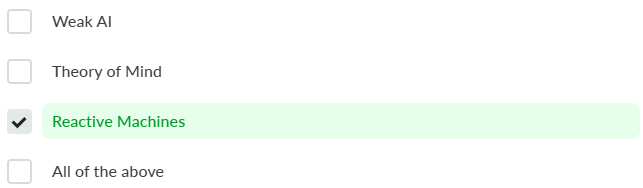 Weak AI
Theory of Mind
Reactive Machines
All of the above